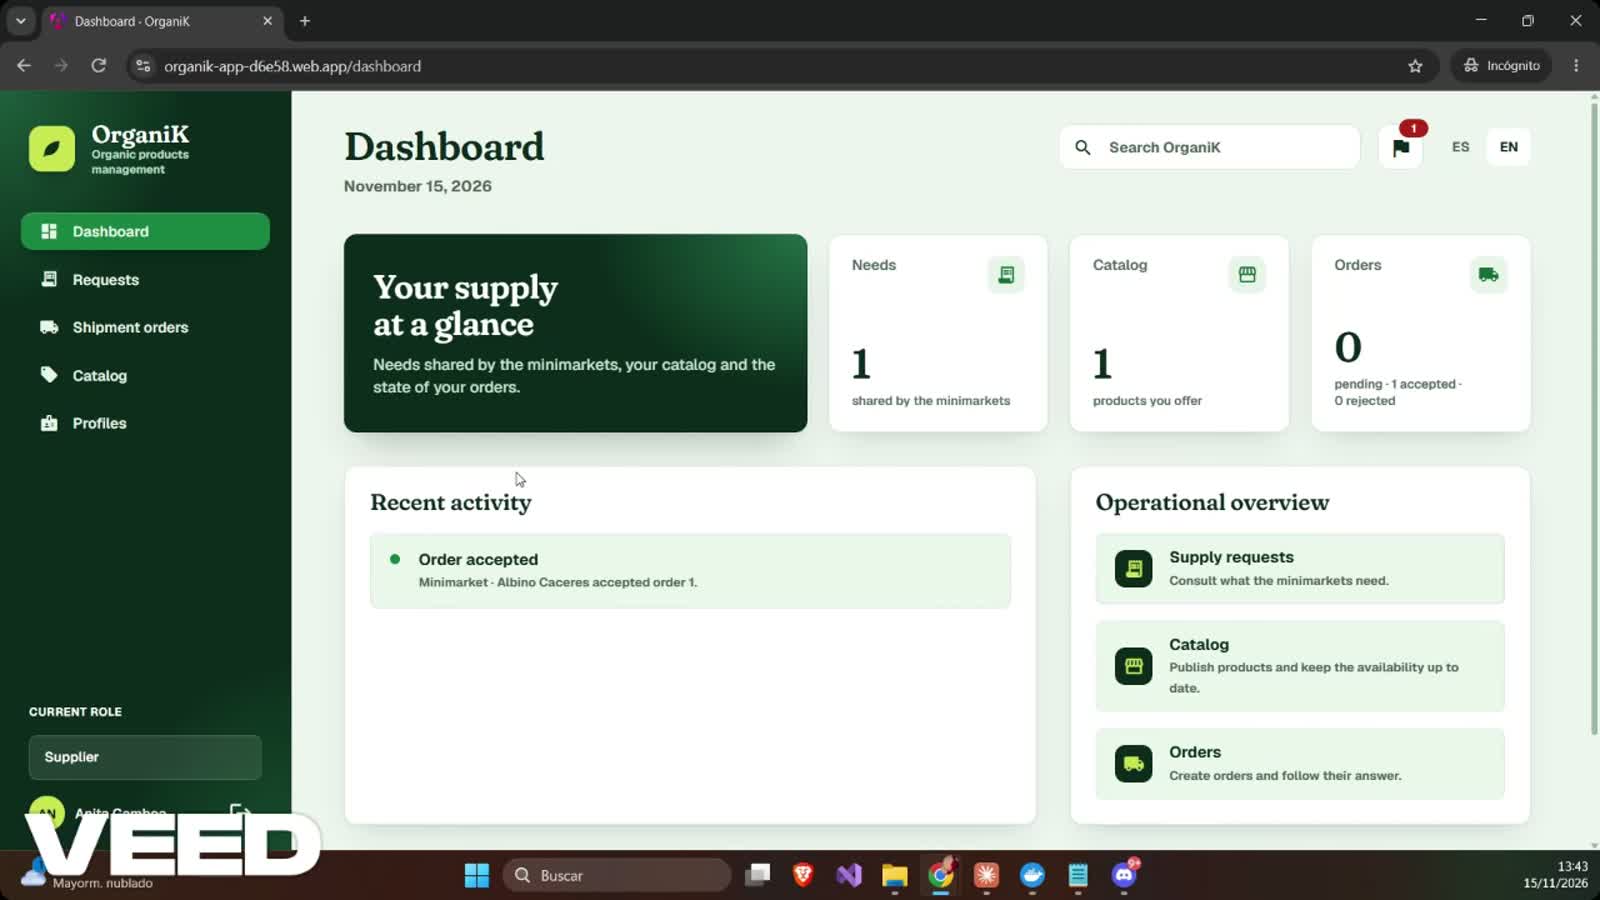 Dashboard - OrganiK
organik-app-d6e58.web.app/dashboard
Incógnito
OrganiK
Organic products
management
Dashboard
Requests
Shipment orders
Catalog
Profiles
CURRENT ROLE
Supplier
Dashboard
November 15, 2026
Search OrganiK
1
ES
EN
Your supply
at a glance
Needs shared by the minimarkets, your catalog and the
state of your orders.
Needs
1
shared by the minimarkets
Catalog
1
products you offer
Orders
0
pending · 1 accepted ·
0 rejected
Recent activity
Order accepted
Minimarket · Albino Caceres accepted order 1.
Operational overview
Supply requests
Consult what the minimarkets need.
Catalog
Publish products and keep the availability up to
date.
Orders
Create orders and follow their answer.
VEED
Mayorm. nublado
Buscar
9+
13:43
15/11/2026